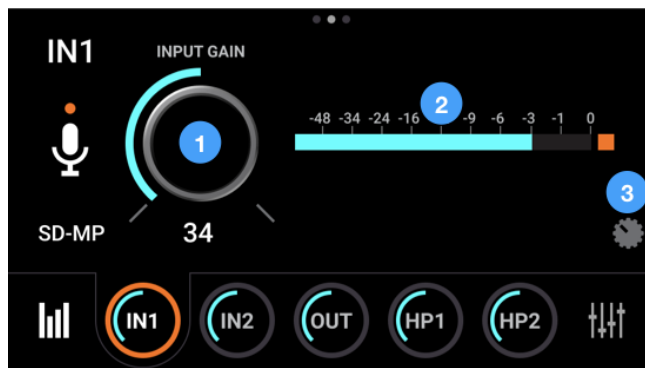 IN1
INPUT GAIN
1
-48 -34 -24 -16 -9 -6 -3 -1 0
2
3
SD-MP
34
IN1
IN2
OUT
HP1
HP2